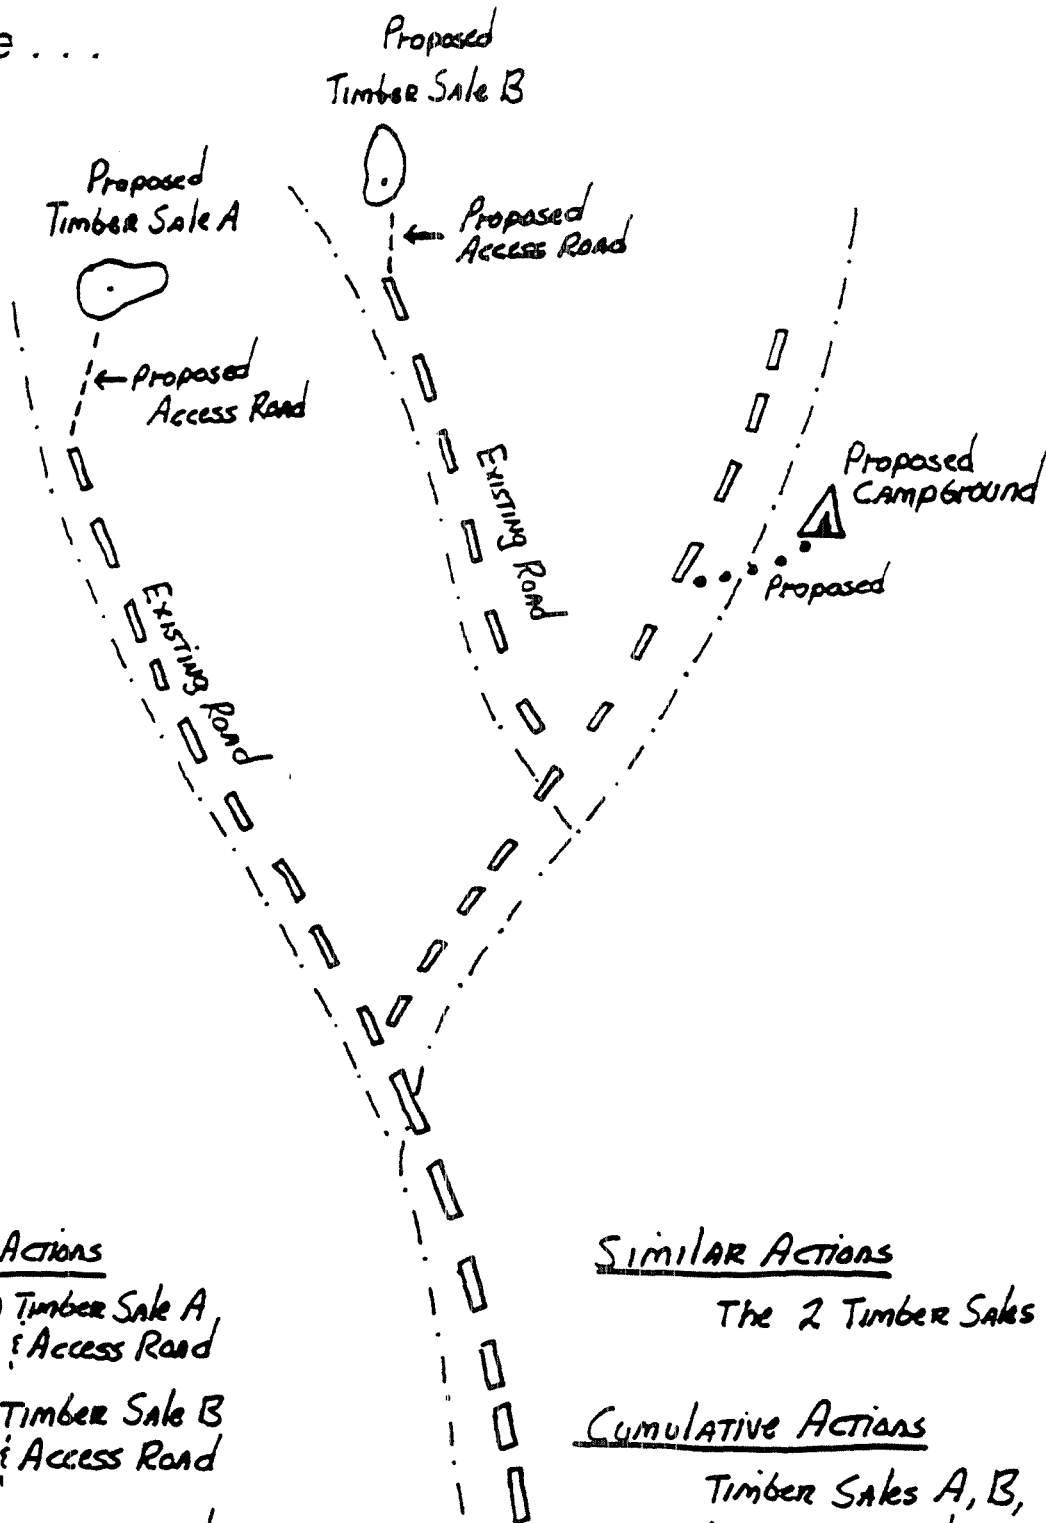 e . . .
Proposed
Timber Sale B
Proposed
Timber Sale A
Proposed
Access Road
Proposed
Access Road
Existing Road
Existing Road
Proposed
Campground
Proposed
Actions
Timber Sale A
& Access Road
Timber Sale B
& Access Road
Similar Actions
The 2 Timber Sales
Cumulative Actions
Timber Sales A, B,